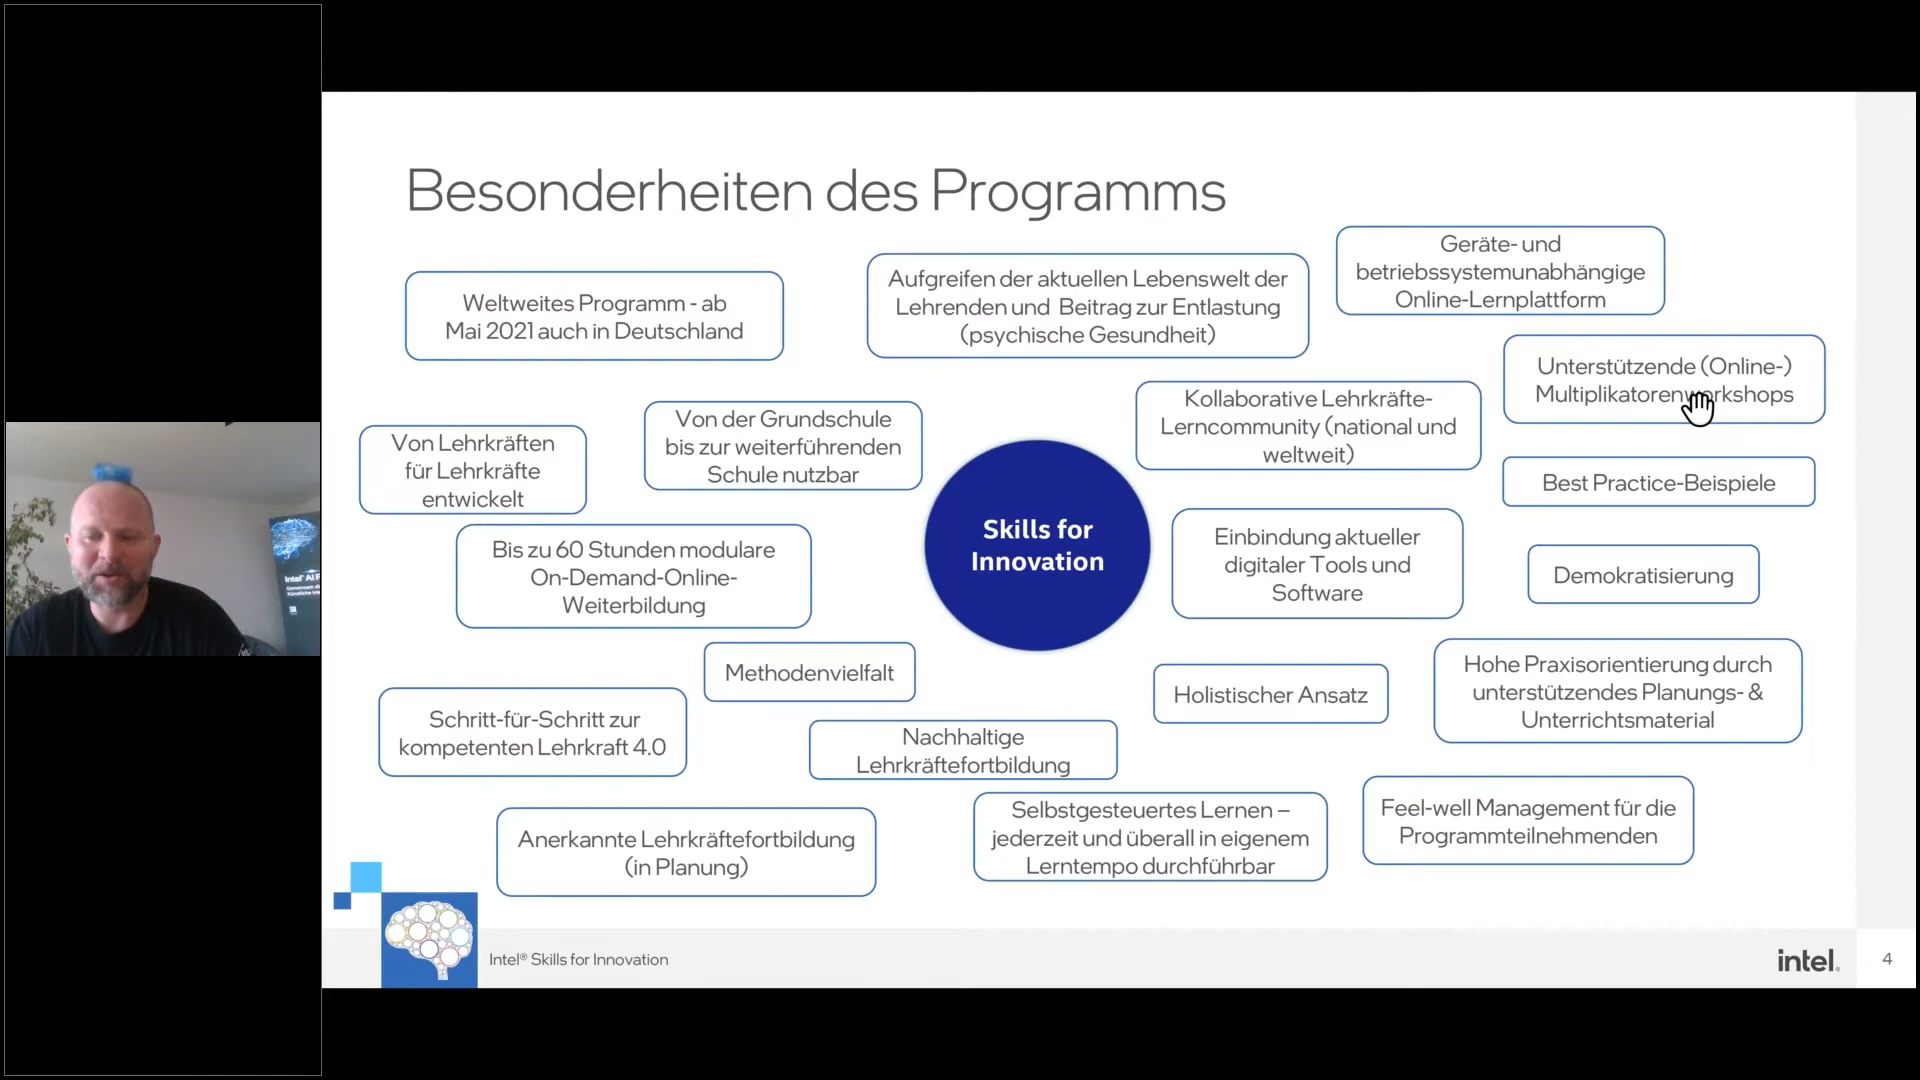 Besonderheiten des Programms
Geräte- und
betriebssystemunabhängige
Online-Lernplattform
Aufgreifen der aktuellen Lebenswelt der
Lehrenden und Beitrag zur Entlastung
(psychische Gesundheit)
Weltweites Programm - ab
Mai 2021 auch in Deutschland
Unterstützende (Online-)
Multiplikatorenworkshops
Kollaborative Lehrkräfte-
Lerncommunity (national und
weltweit)
Von der Grundschule
bis zur weiterführenden
Schule nutzbar
Von Lehrkräften
für Lehrkräfte
entwickelt
Best Practice-Beispiele
Skills for
Innovation
Einbindung aktueller
digitaler Tools und
Software
Bis zu 60 Stunden modulare
On-Demand-Online-
Weiterbildung
Demokratisierung
Methodenvielfalt
Holistischer Ansatz
Hohe Praxisorientierung durch
unterstützendes Planungs- &
Unterrichtsmaterial
Schritt-für-Schritt zur
kompetenten Lehrkraft 4.0
Nachhaltige
Lehrkräftefortbildung
Feel-well Management für die
Programmteilnehmenden
Selbstgesteuertes Lernen –
jederzeit und überall in eigenem
Lerntempo durchführbar
Anerkannte Lehrkräftefortbildung
(in Planung)
Intel® Skills for Innovation
intel.
4
Intel® AI